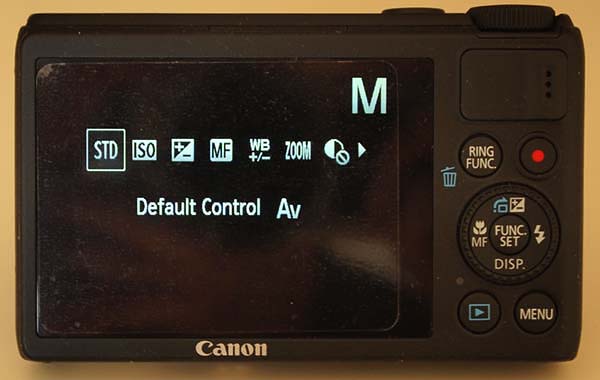 M
STD ISO +/- MF WB +/- ZOOM
Default Control Av
RING
FUNC.
MF
FUNC.
SET
DISP.
MENU
Canon